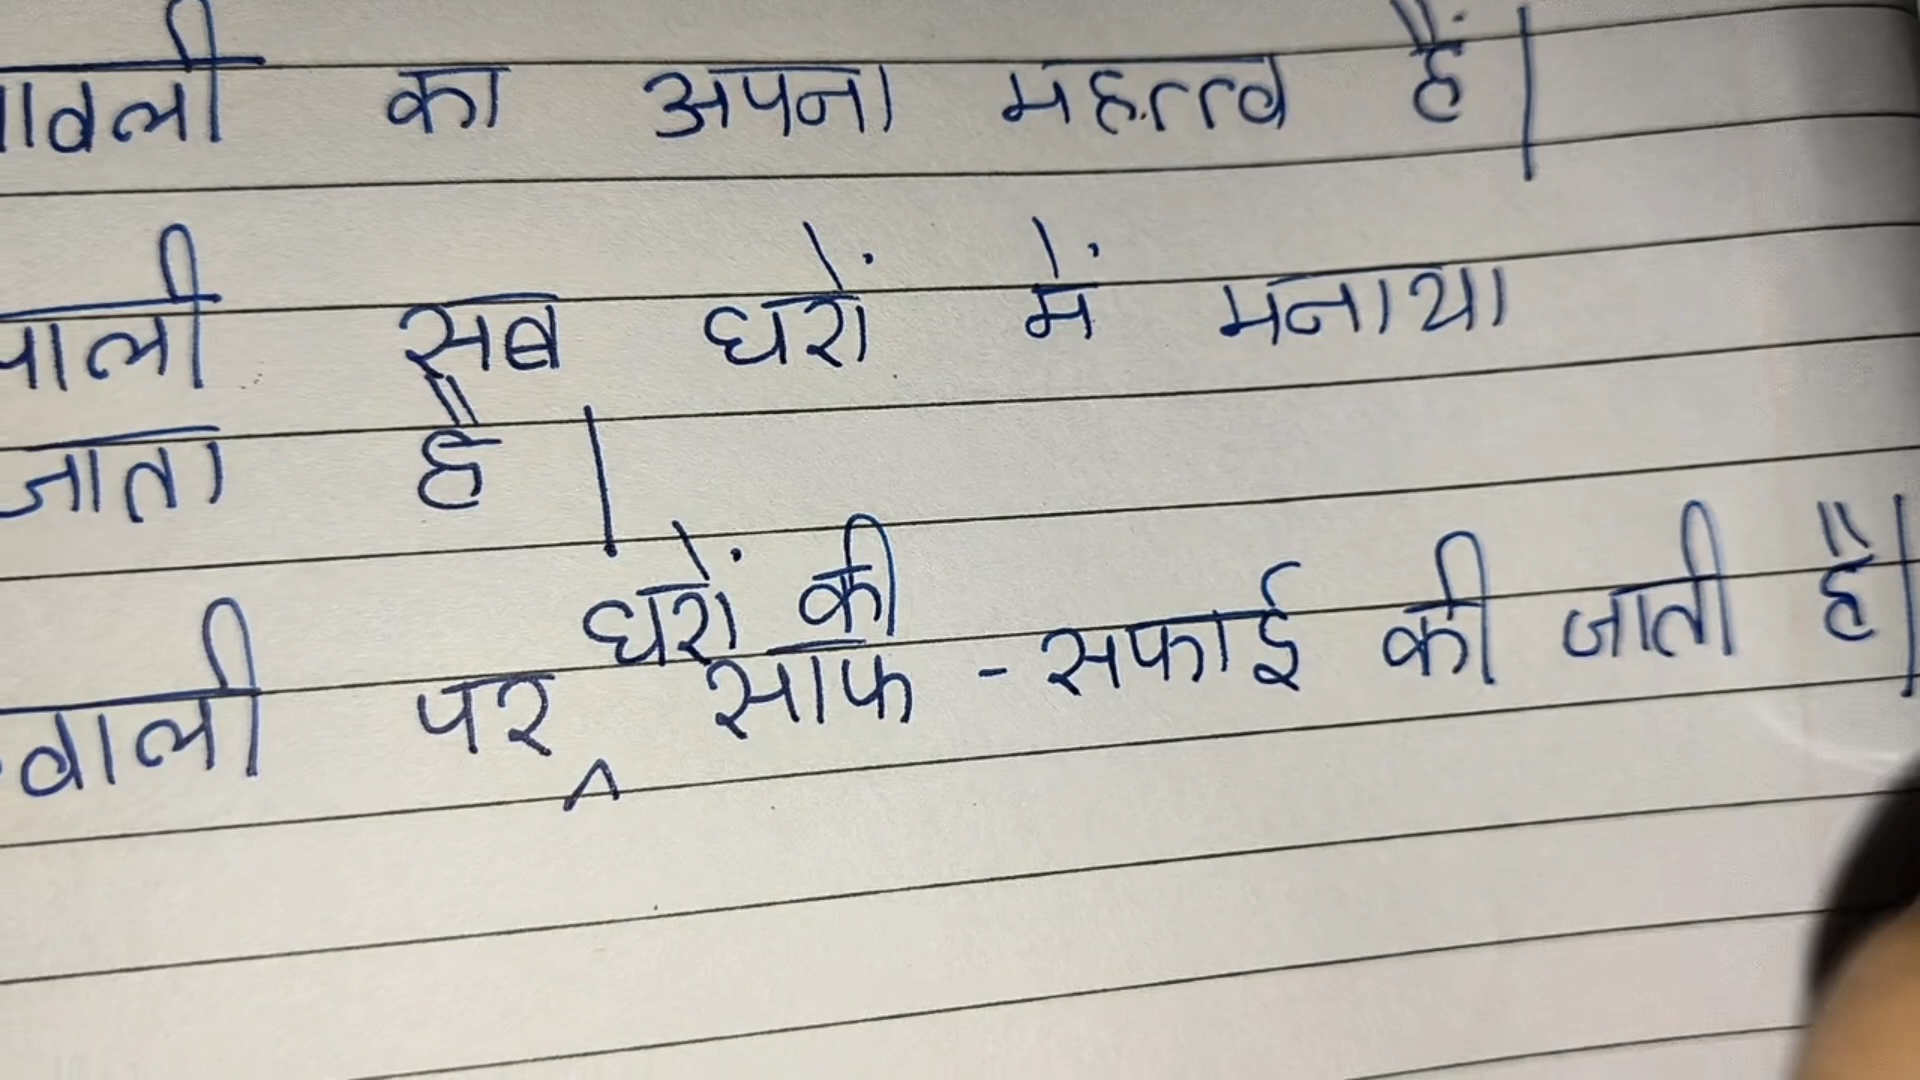 ावली का अपना महत्त्व है।
पाली सब घरों में मनाया
जाता है।
घरों की
वाली पर ^ साफ - सफाई की जाती है।